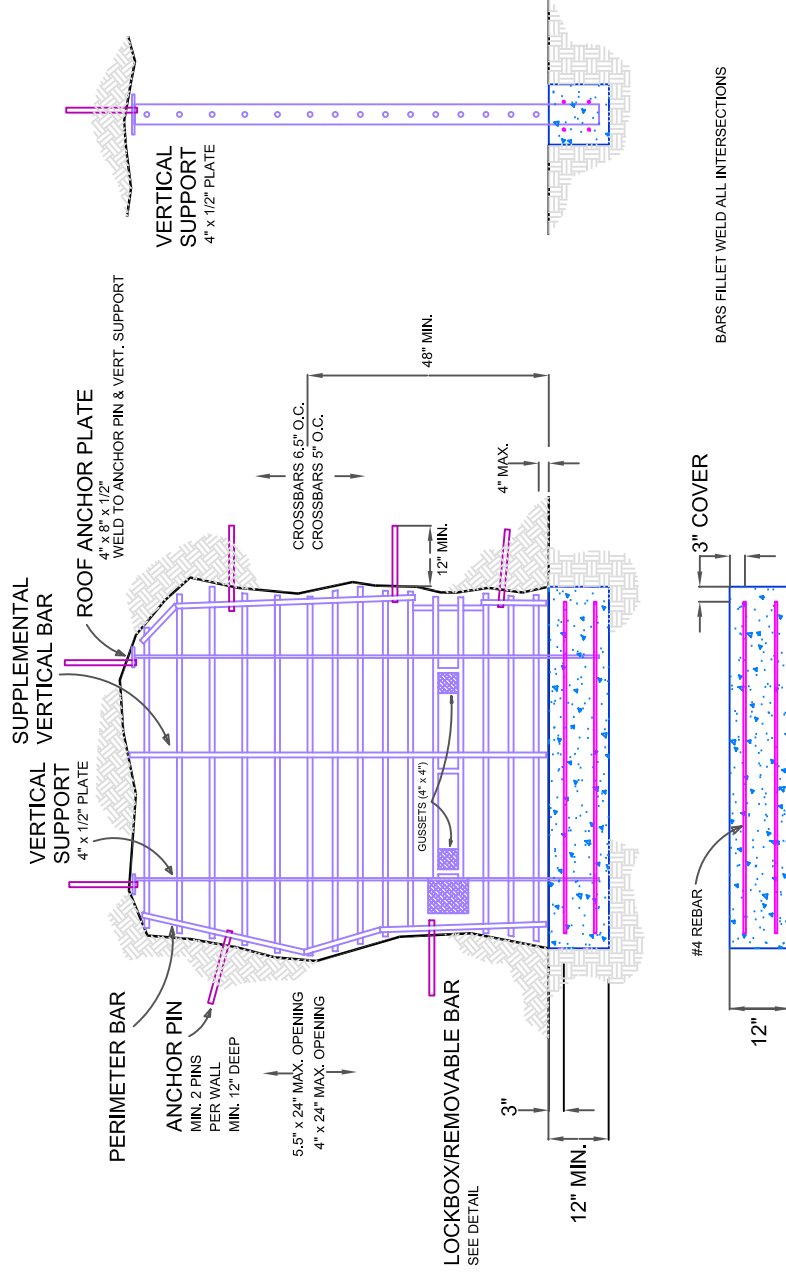 SUPPLEMENTAL
VERTICAL BAR
VERTICAL
SUPPORT
4" x 1/2" PLATE
ROOF ANCHOR PLATE
4" x 8" x 1/2"
WELD TO ANCHOR PIN & VERT. SUPPORT
VERTICAL
SUPPORT
4" x 1/2" PLATE
PERIMETER BAR
ANCHOR PIN
MIN. 2 PINS
PER WALL
MIN. 12" DEEP
5.5" x 24" MAX. OPENING
4" x 24" MAX. OPENING
CROSSBARS 6.5" O.C.
CROSSBARS 5" O.C.
48" MIN.
12" MIN.
4" MAX.
GUSSETS (4" x 4")
LOCKBOX/REMOVABLE BAR
SEE DETAIL
3"
12" MIN.
BARS FILLET WELD ALL INTERSECTIONS
3" COVER
#4 REBAR
12"